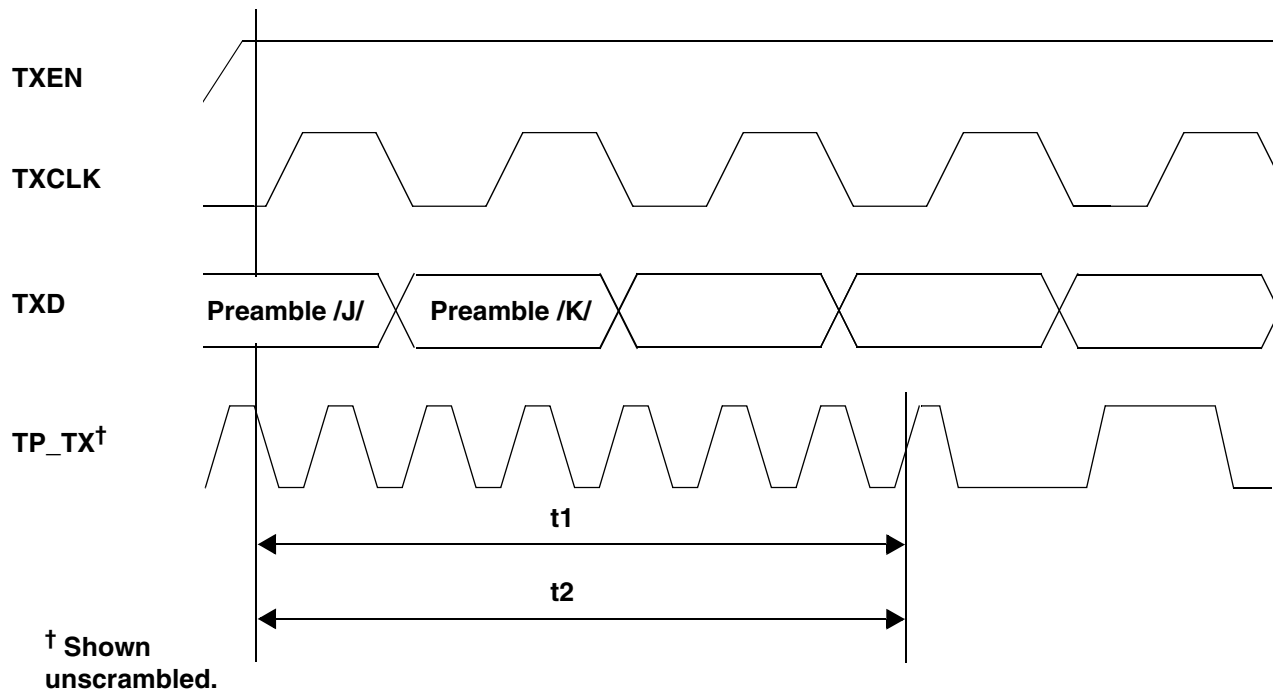 TXEN
TXCLK
TXD
Preamble /J/
Preamble /K/
TP_TX†
t1
t2
† Shown
unscrambled.